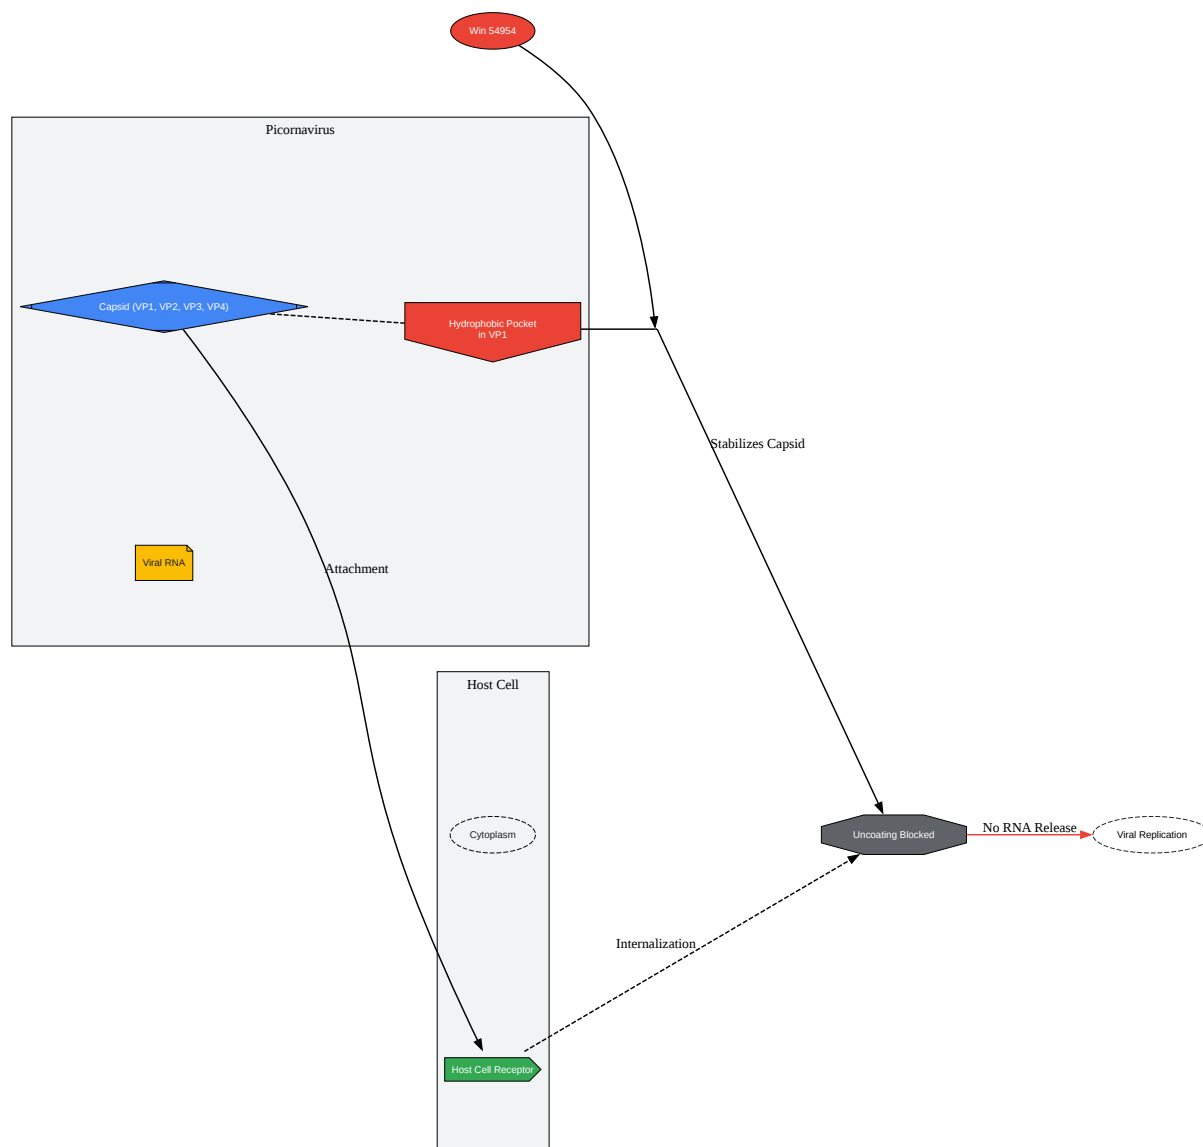 Win 54954
Picornavirus
Capsid (VP1, VP2, VP3, VP4)
Hydrophobic Pocket
in VP1
Stabilizes Capsid
Viral RNA
Attachment
Host Cell
Cytoplasm
Uncoating Blocked
No RNA Release
Viral Replication
Internalization
Host Cell Receptor